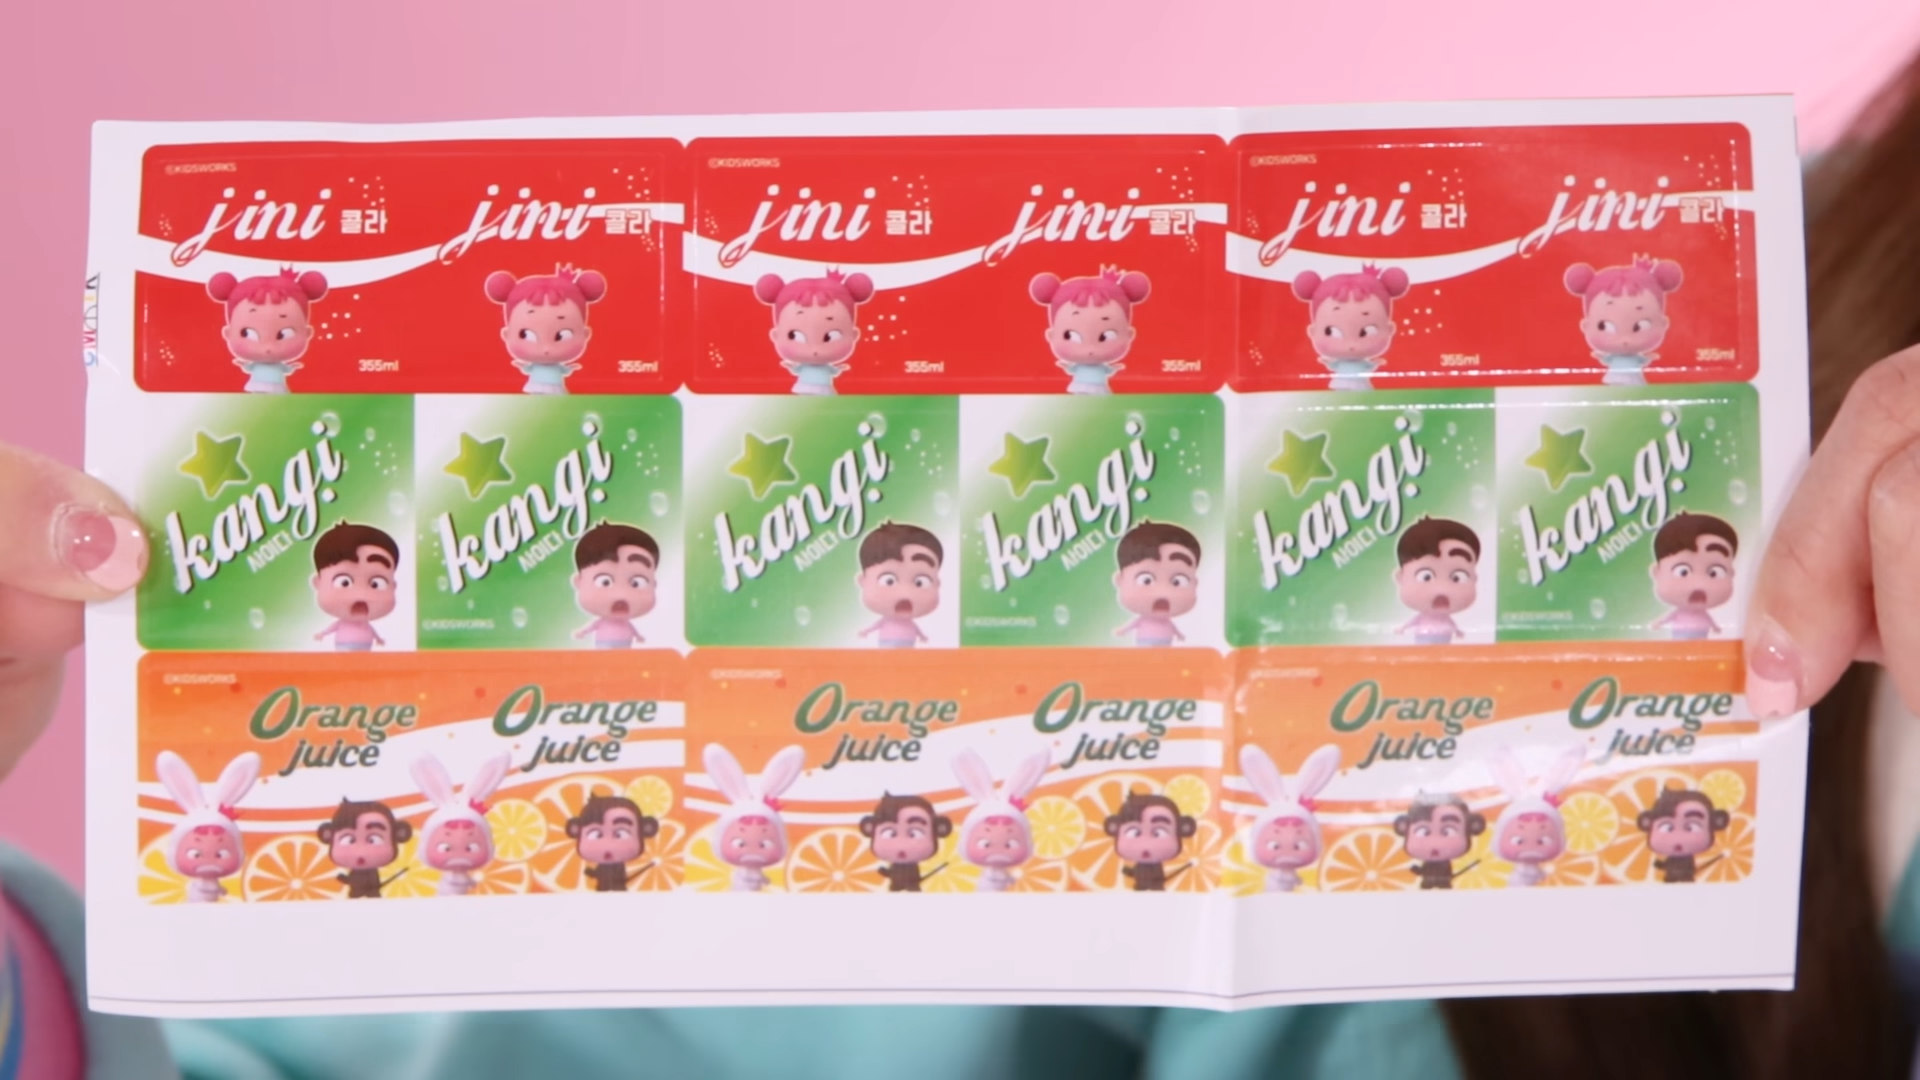 ©KIDSWORKS ©KIDSWORKS ©KIDSWORKS
jini 콜라 jini 콜라 jini 콜라 jini 콜라 jini 콜라 jini 콜라
355ml 355ml 355ml 355ml 355ml 355ml
kangi kangi kangi kangi kangi kangi
사이다 사이다 사이다 사이다 사이다 사이다
©KIDSWORKS ©KIDSWORKS ©KIDSWORKS
©KIDSWORKS ©KIDSWORKS ©KIDSWORKS
Orange Orange Orange Orange Orange Orange
juice juice juice juice juice juice